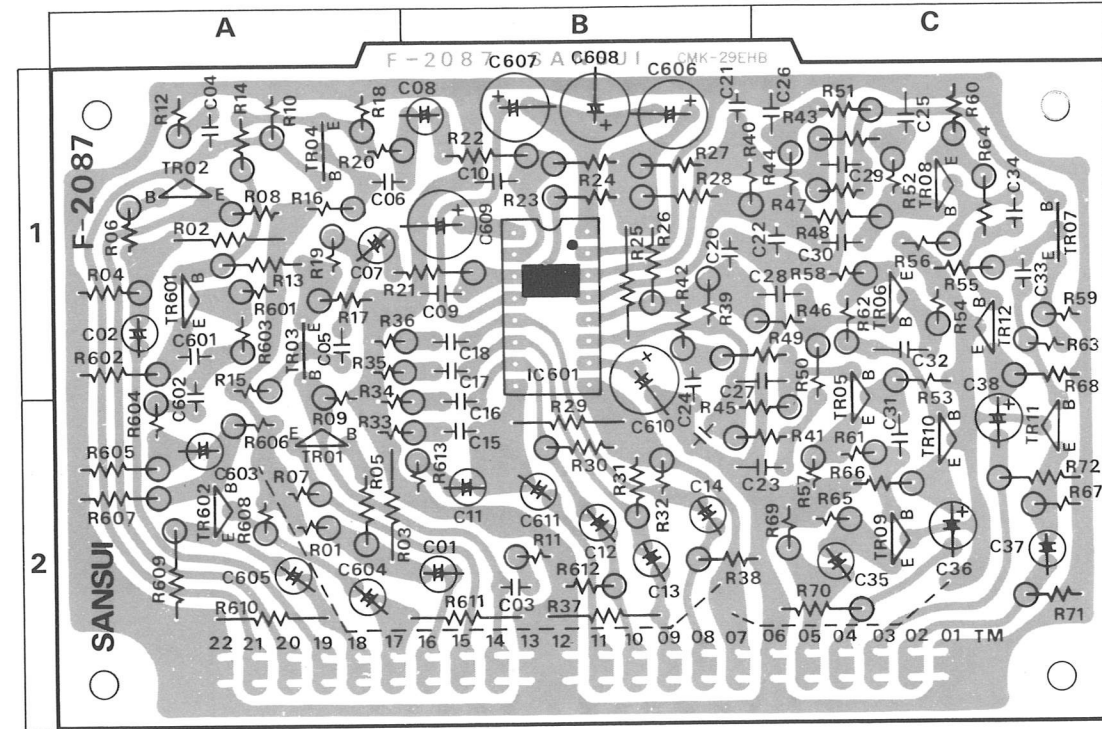 A B C
F-2087 SANSUI CMK-29EHB
C607 C608 C606
R12 C04 R14 R10 R18 C08 C21 C26 R51 C25 R60
R43
TR04 R22 R40 R64
R20 R27 R44 C34
TR02 C10 R24 C29 R52 TR08
B E R08 R16 C06 R23 R28 R47
F-2087
1
R06 R02 C609 R25 R26 C20 C22 R48 TR07
R19 C07 C30 R56
R04 R13 R21 R42 C28 R58 R55 C33
TR601 R601 R17 C09 R39 R46 R62 TR06 R54 TR12 R59
C02 C601 R603 TR03 C05 R36 C18 R49 C32 R63
R602 R35 C17 IC601 R50 R53 C38 R68
C602 R15 R34 C16 C24 C27 TR05
R604 R09 R33 R29 C610 R45 C31 TR10 TR11
R606 TR01 C15 R41 R61
R605 C603 R07 R05 R613 R30 R31 C14 C23 R57 R66 R72
R607 TR602 R608 R03 C11 C611 R32 R65 R67
R01 C12 R69 TR09 C37
2
SANSUI
R609 C605 C604 C01 R11 R612 C13 R38 C35 C36
R610 R611 C03 R37 R70 R71
22 21 20 19 18 17 16 15 14 13 12 11 10 09 08 07 06 05 04 03 02 01 TM